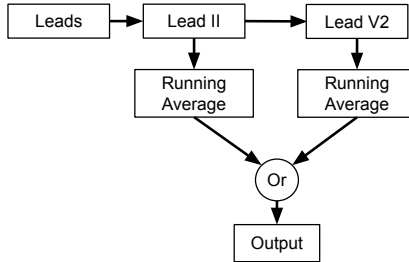 Leads
Lead II
Lead V2
Running
Average
Running
Average
Or
Output